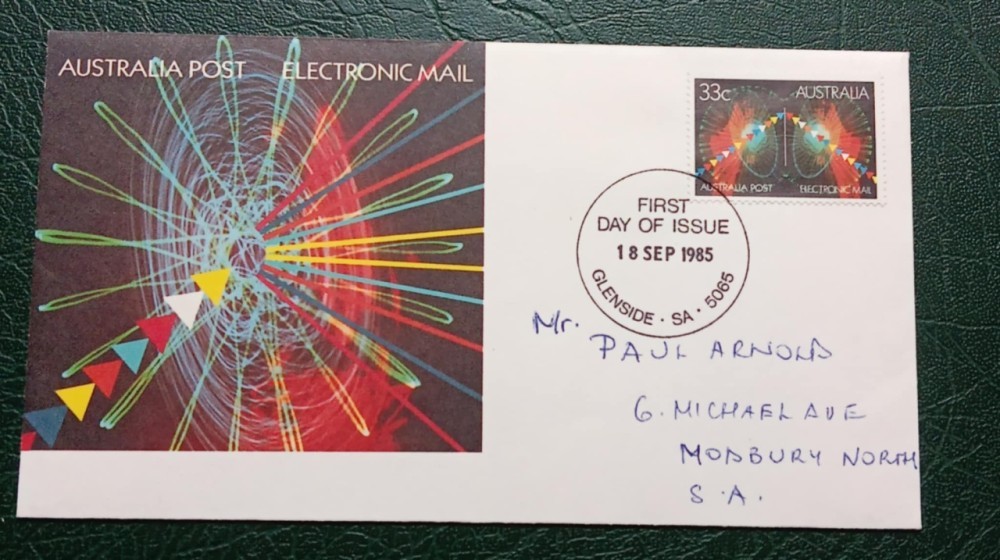 AUSTRALIA POST ELECTRONIC MAIL
33c AUSTRALIA
AUSTRALIA POST ELECTRONIC MAIL
FIRST
DAY OF ISSUE
18 SEP 1985
GLENSIDE · SA · 5065
Mr.
PAUL ARNOLD
6. MICHAEL AVE
MODBURY NORTH
S.A.